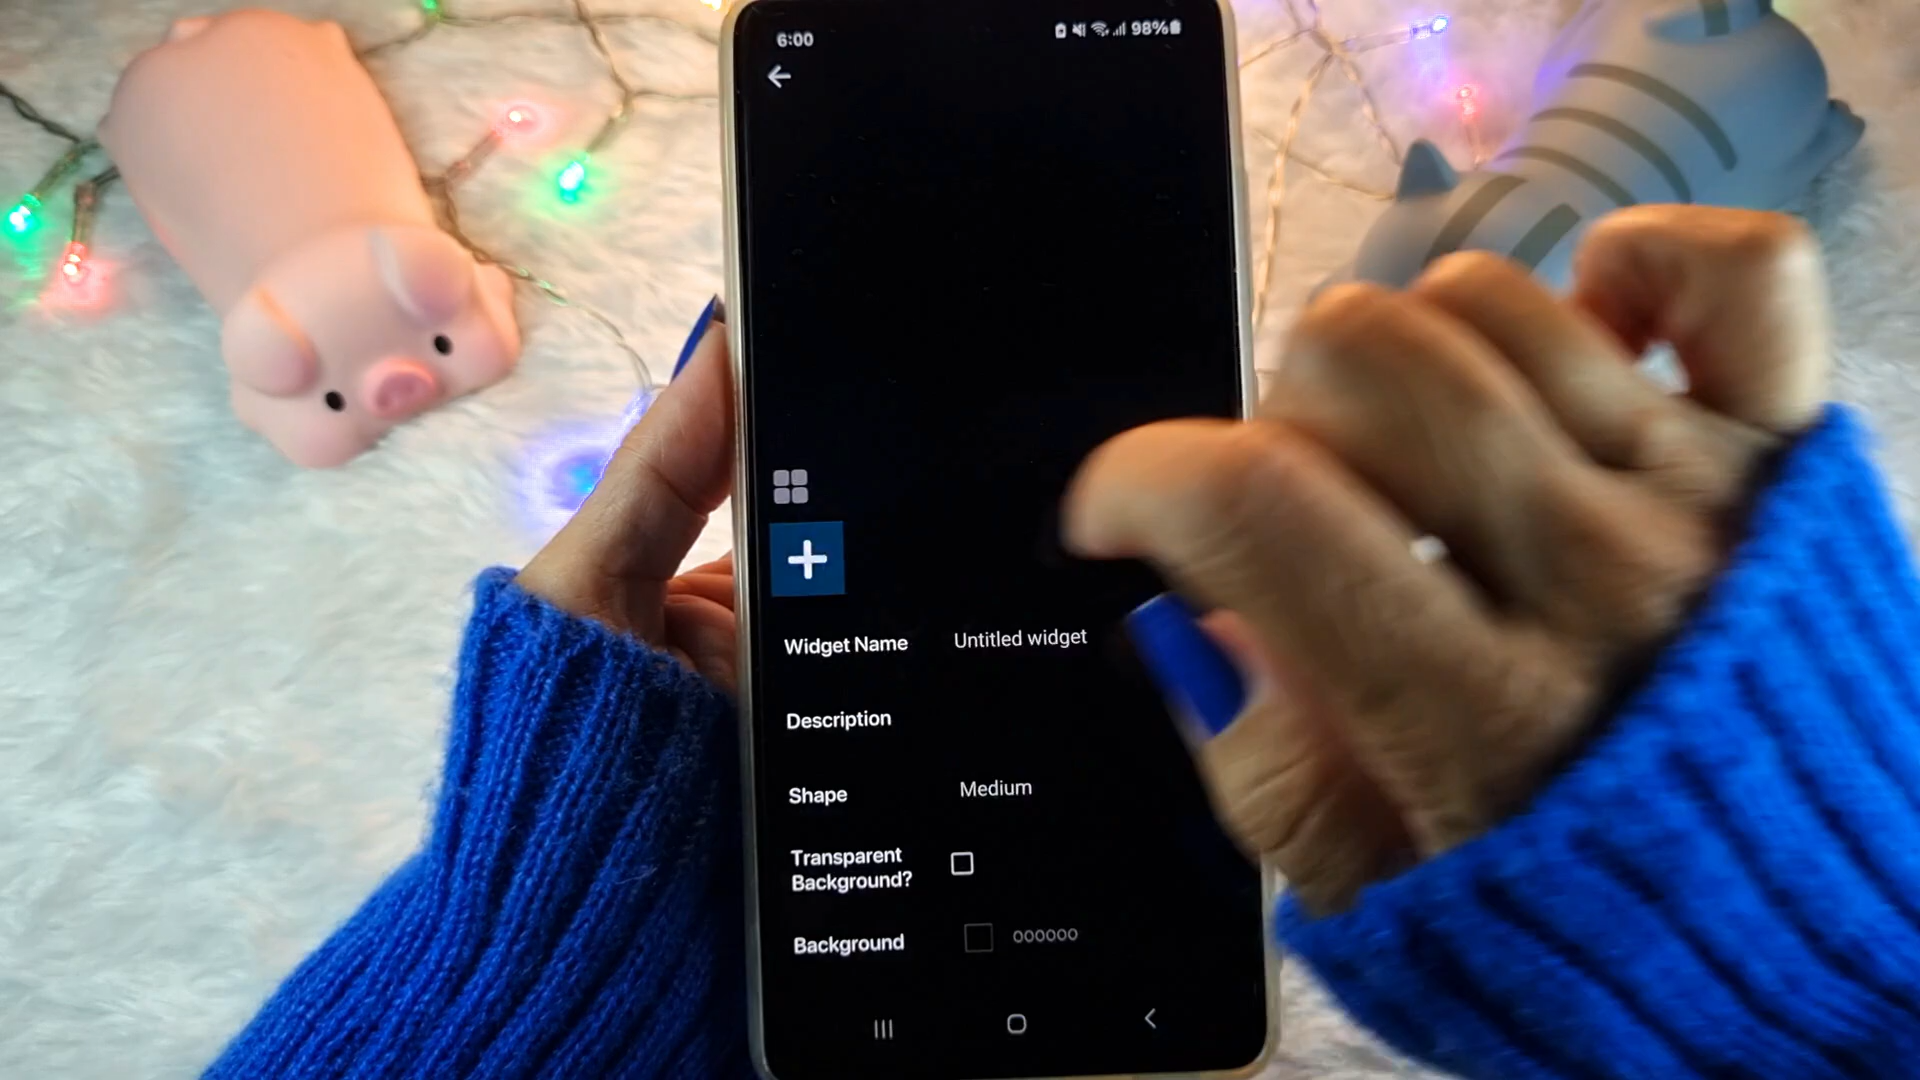 6:00 98%
Widget Name Untitled widget
Description
Shape Medium
Transparent
Background?
Background 000000